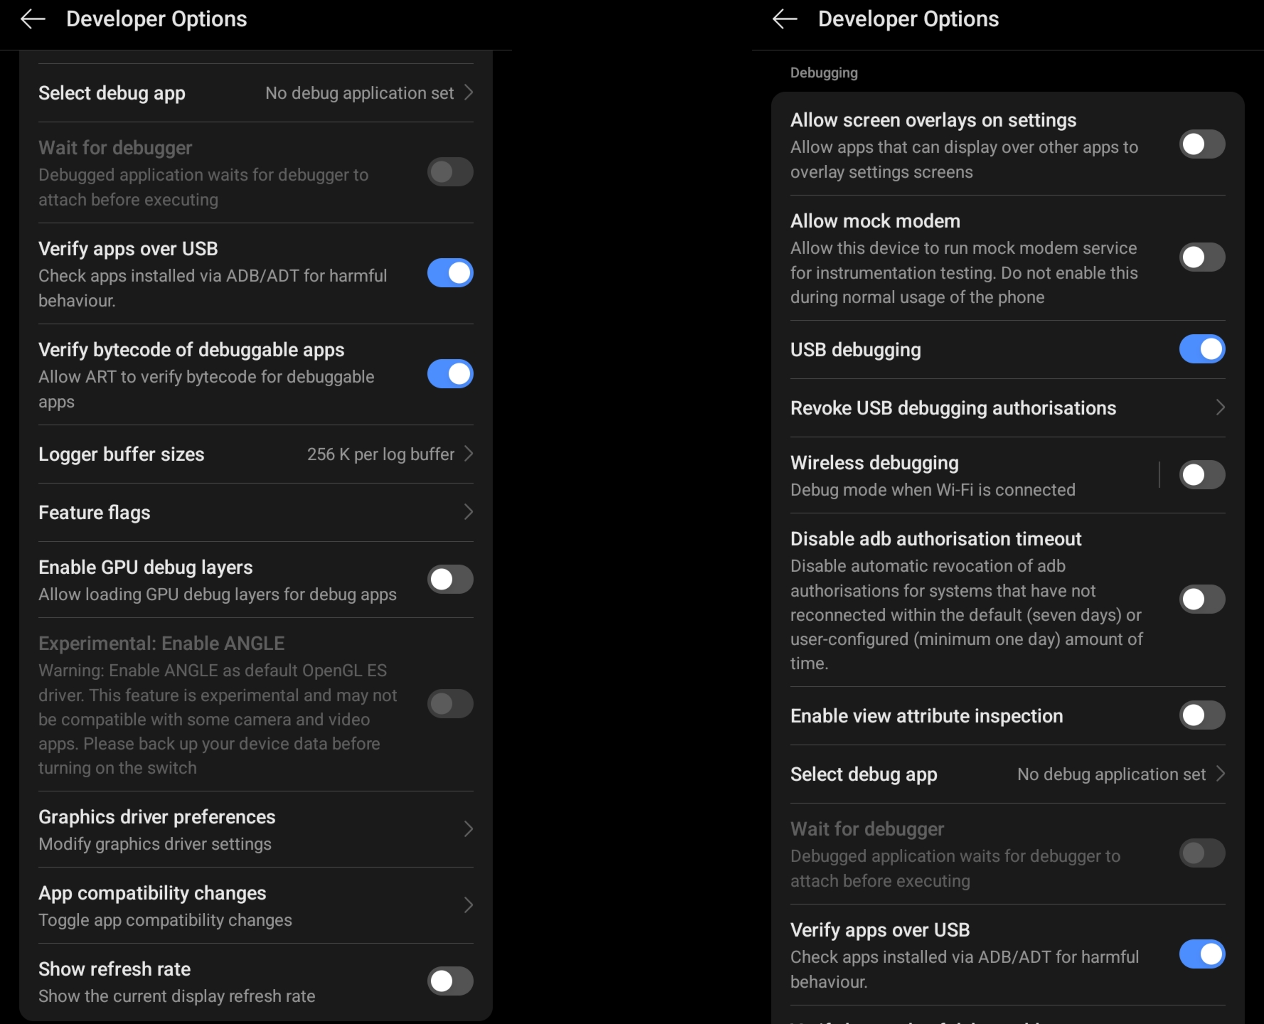 Developer Options
Select debug app
No debug application set
Wait for debugger
Debugged application waits for debugger to
attach before executing
Verify apps over USB
Check apps installed via ADB/ADT for harmful
behaviour.
Verify bytecode of debuggable apps
Allow ART to verify bytecode for debuggable
apps
Logger buffer sizes
256 K per log buffer
Feature flags
Enable GPU debug layers
Allow loading GPU debug layers for debug apps
Experimental: Enable ANGLE
Warning: Enable ANGLE as default OpenGL ES
driver. This feature is experimental and may not
be compatible with some camera and video
apps. Please back up your device data before
turning on the switch
Graphics driver preferences
Modify graphics driver settings
App compatibility changes
Toggle app compatibility changes
Show refresh rate
Show the current display refresh rate
Developer Options
Debugging
Allow screen overlays on settings
Allow apps that can display over other apps to
overlay settings screens
Allow mock modem
Allow this device to run mock modem service
for instrumentation testing. Do not enable this
during normal usage of the phone
USB debugging
Revoke USB debugging authorisations
Wireless debugging
Debug mode when Wi-Fi is connected
Disable adb authorisation timeout
Disable automatic revocation of adb
authorisations for systems that have not
reconnected within the default (seven days) or
user-configured (minimum one day) amount of
time.
Enable view attribute inspection
Select debug app
No debug application set
Wait for debugger
Debugged application waits for debugger to
attach before executing
Verify apps over USB
Check apps installed via ADB/ADT for harmful
behaviour.